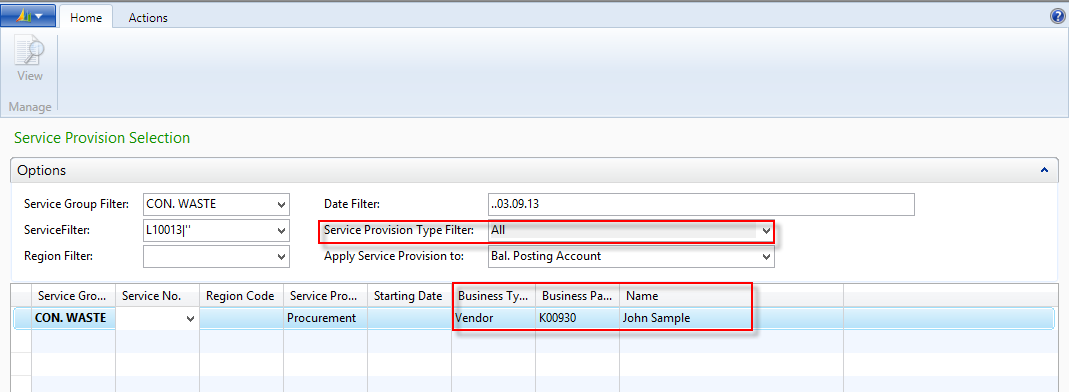 Home Actions
View
Manage
Service Provision Selection
Options
Service Group Filter: CON. WASTE Date Filter: ..03.09.13
ServiceFilter: L10013|'' Service Provision Type Filter: All
Region Filter: Apply Service Provision to: Bal. Posting Account
Service Gro... Service No. Region Code Service Pro... Starting Date Business Ty... Business Pa... Name
CON. WASTE Procurement Vendor K00930 John Sample